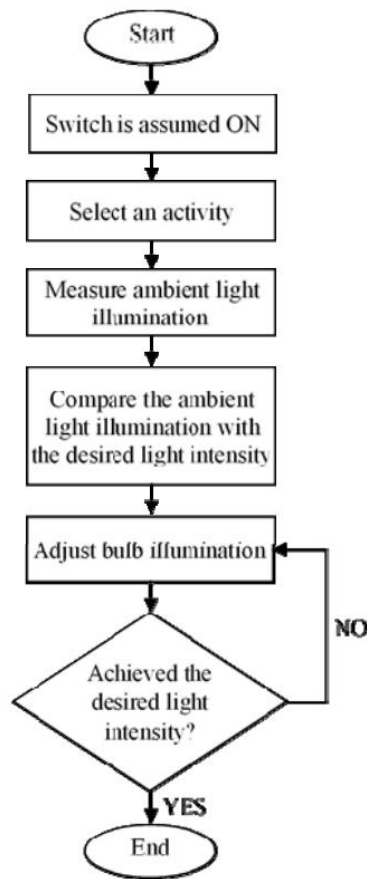 Start
Switch is assumed ON
Select an activity
Measure ambient light
illumination
Compare the ambient
light illumination with
the desired light intensity
Adjust bulb illumination
NO
Achieved the
desired light
intensity?
YES
End